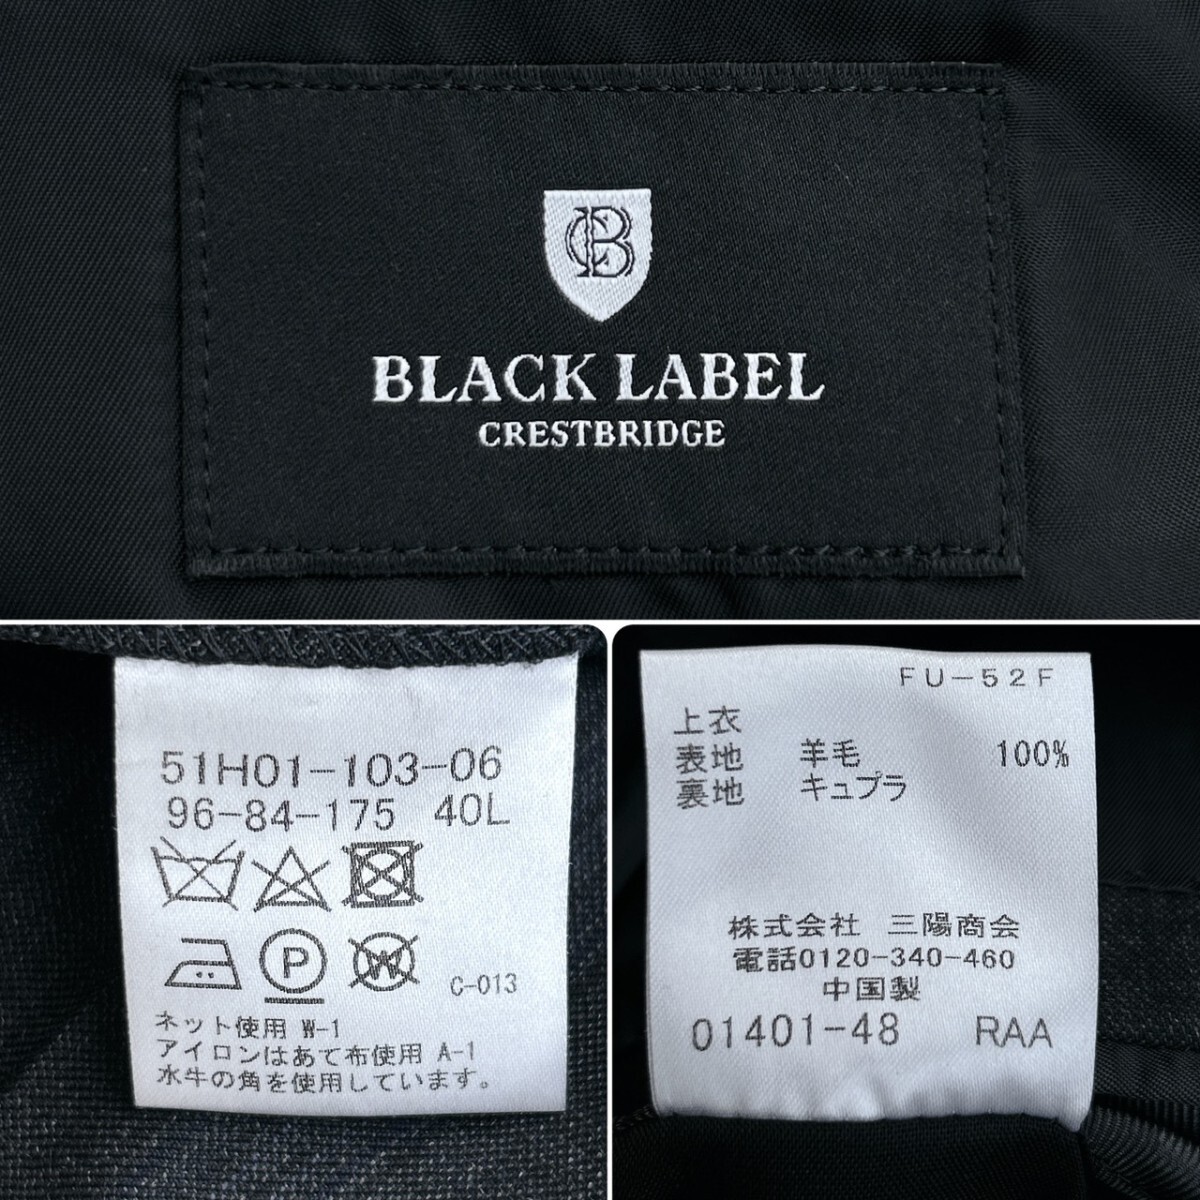 CB
BLACK LABEL
CRESTBRIDGE
51H01-103-06
96-84-175 40L
P
W
C-013
ネット使用 W-1
アイロンはあて布使用 A-1
水牛の角を使用しています。
FU-52F
上衣
表地 羊毛 100%
裏地 キュプラ
株式会社 三陽商会
電話0120-340-460
中国製
01401-48 RAA